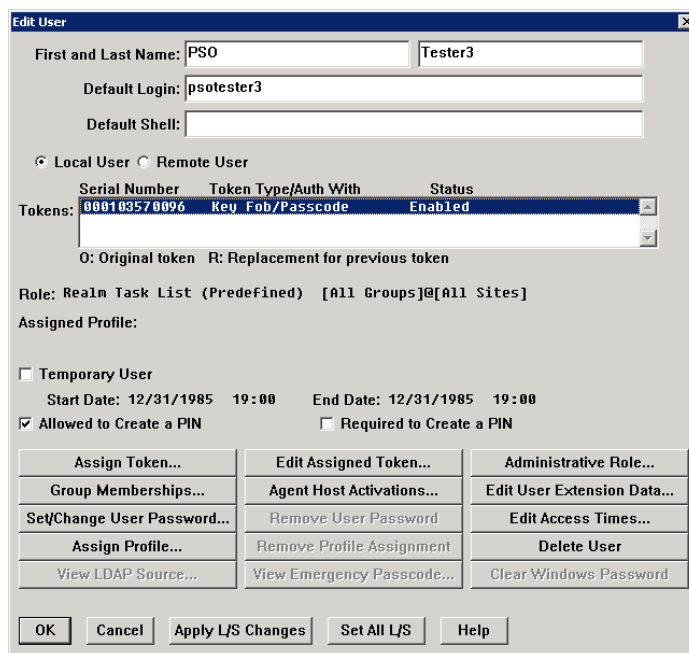 Edit User
First and Last Name: PSO Tester3
Default Login: psotester3
Default Shell:
Local User Remote User
Serial Number Token Type/Auth With Status
Tokens: 000103570096 Key Fob/Passcode Enabled
O: Original token R: Replacement for previous token
Role: Realm Task List (Predefined) [All Groups]@[All Sites]
Assigned Profile:
Temporary User
Start Date: 12/31/1985 19:00 End Date: 12/31/1985 19:00
Allowed to Create a PIN Required to Create a PIN
Assign Token... Edit Assigned Token... Administrative Role...
Group Memberships... Agent Host Activations... Edit User Extension Data...
Set/Change User Password... Remove User Password Edit Access Times...
Assign Profile... Remove Profile Assignment Delete User
View LDAP Source... View Emergency Passcode... Clear Windows Password
OK Cancel Apply L/S Changes Set All L/S Help